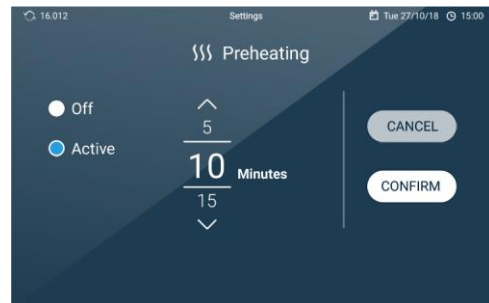 16.012
Settings
Tue 27/10/18
15:00
Preheating
Off
Active
5
10 Minutes
15
CANCEL
CONFIRM